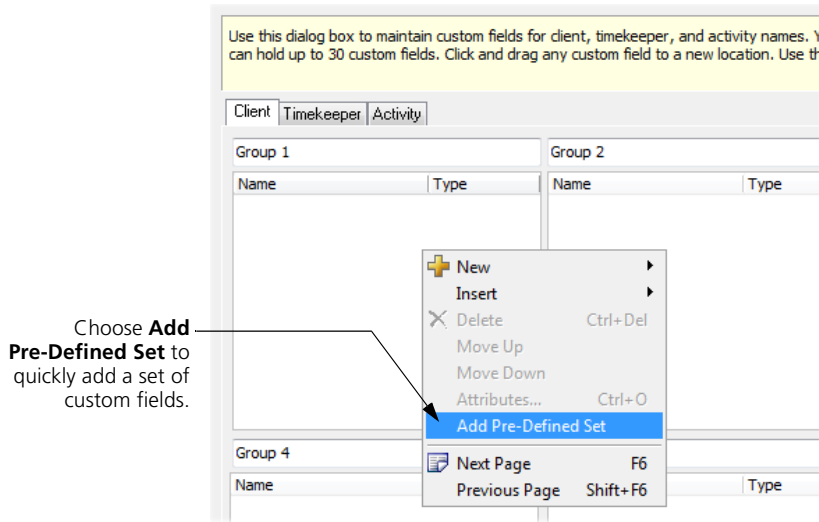 Use this dialog box to maintain custom fields for client, timekeeper, and activity names.
can hold up to 30 custom fields. Click and drag any custom field to a new location. Use
Client Timekeeper Activity
Group 1 Group 2
Name Type Name Type
New
Insert
Delete Ctrl+Del
Move Up
Move Down
Attributes... Ctrl+O
Add Pre-Defined Set
Next Page F6
Previous Page Shift+F6
Choose Add
Pre-Defined Set to
quickly add a set of
custom fields.
Group 4
Name Type